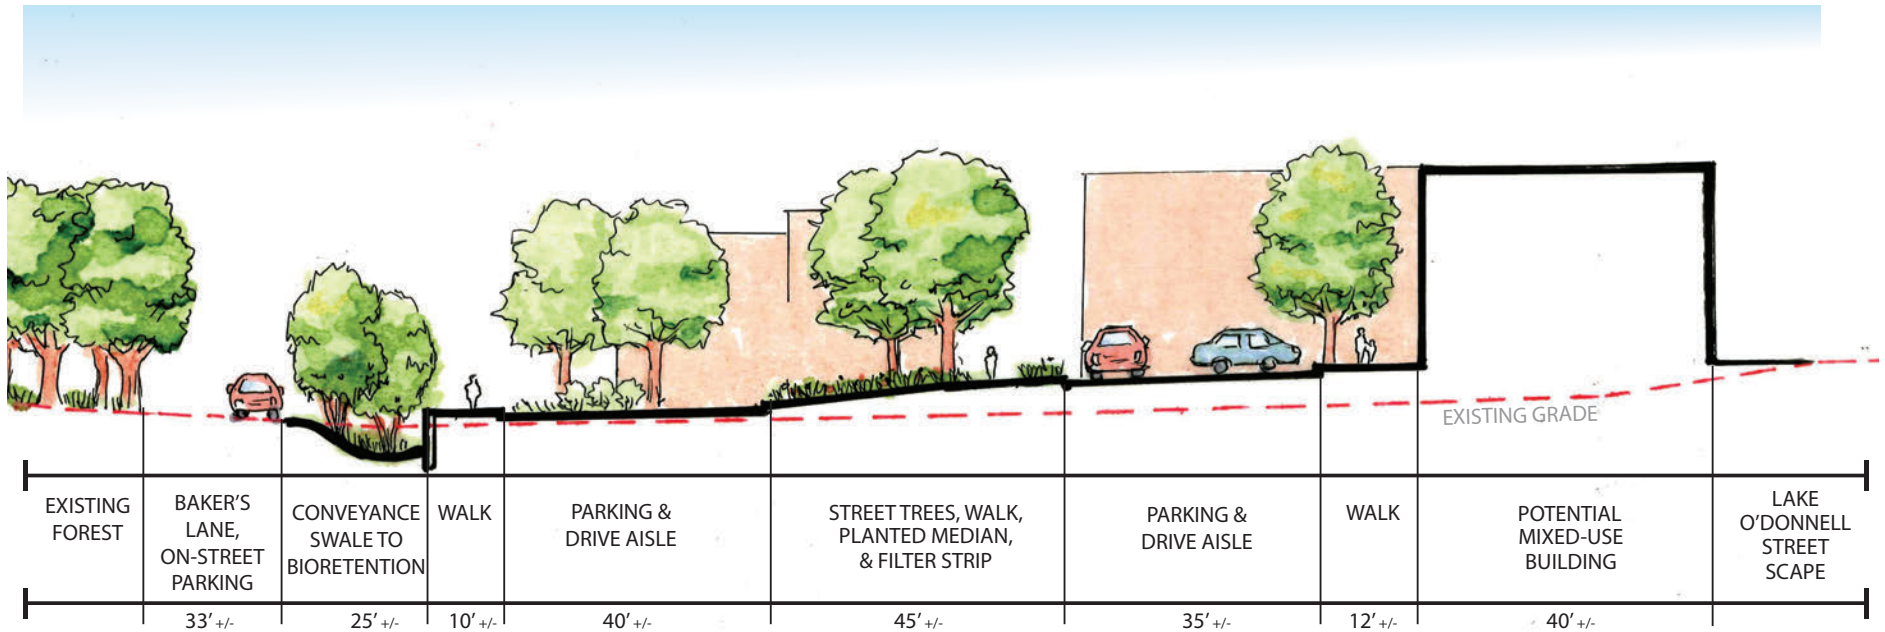 EXISTING GRADE
EXISTING
FOREST
BAKER’S
LANE,
ON-STREET
PARKING
CONVEYANCE
SWALE TO
BIORETENTION
WALK
PARKING &
DRIVE AISLE
STREET TREES, WALK,
PLANTED MEDIAN,
& FILTER STRIP
PARKING &
DRIVE AISLE
WALK
POTENTIAL
MIXED-USE
BUILDING
LAKE
O’DONNELL
STREET
SCAPE
33’ +/-
25’ +/-
10’ +/-
40’ +/-
45’ +/-
35’ +/-
12’ +/-
40’ +/-